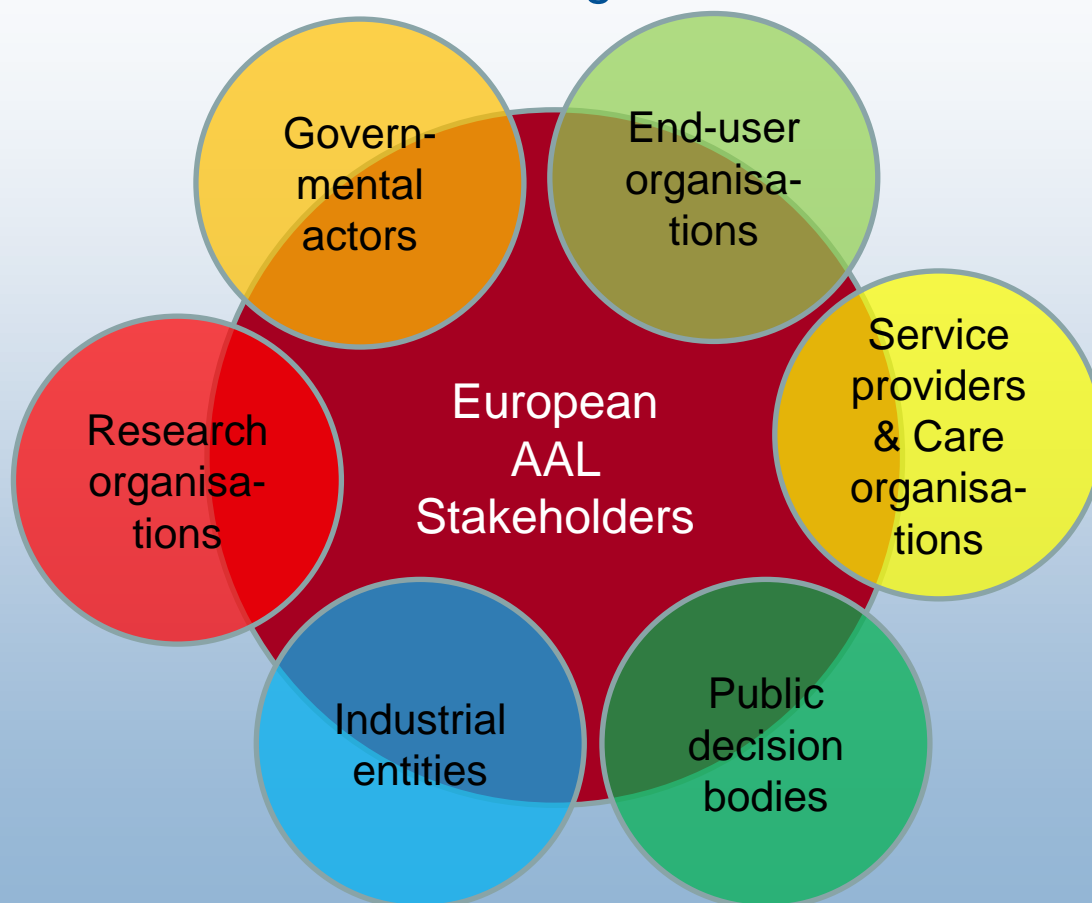 Govern-
mental
actors
End-user
organisa-
tions
Service
providers
& Care
organisa-
tions
European
AAL
Stakeholders
Research
organisa-
tions
Industrial
entities
Public
decision
bodies